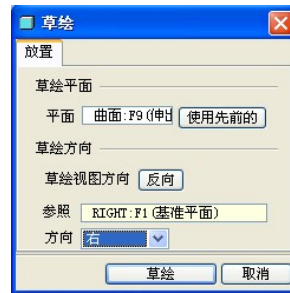 草绘
放置
草绘平面
平面 曲面:F9(伸出 使用先前的
草绘方向
草绘视图方向 反向
参照 RIGHT:F1(基准平面)
方向 右
草绘 取消